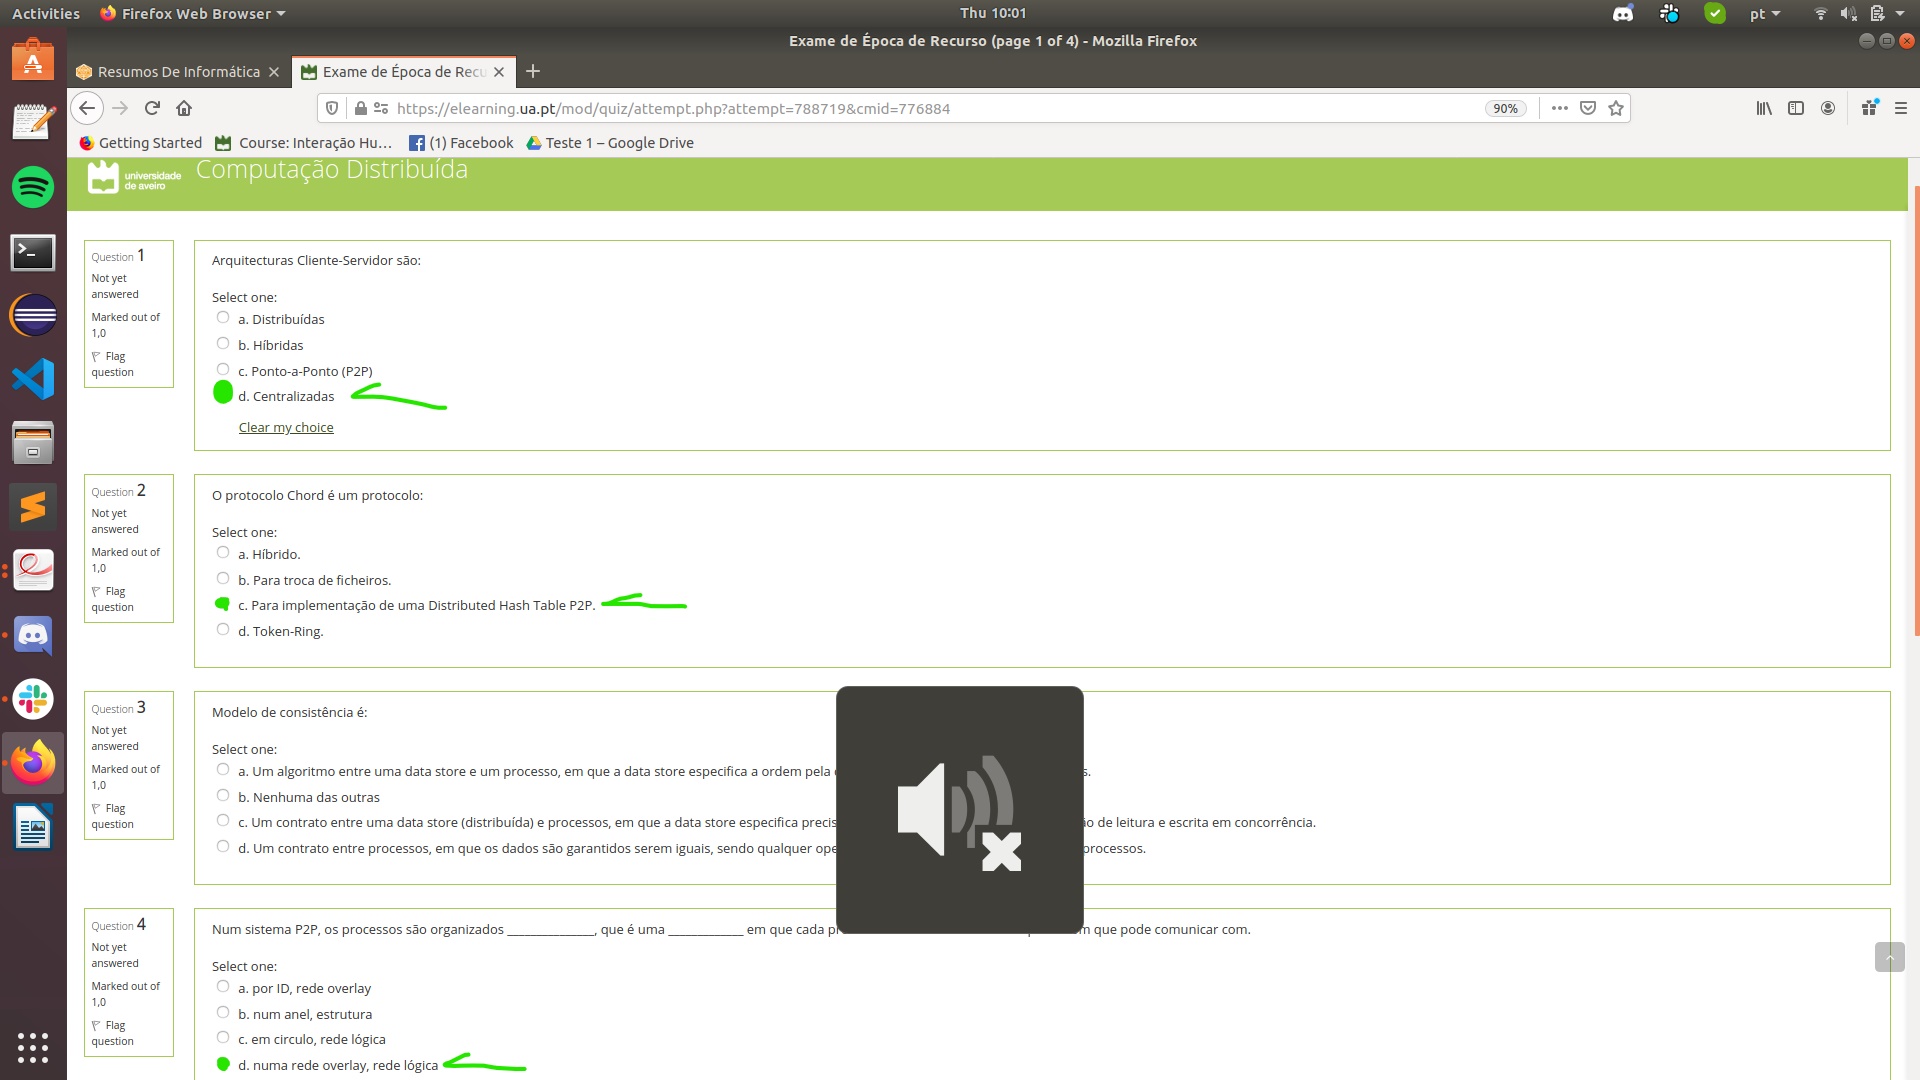 Activities Firefox Web Browser Thu 10:01 pt
Exame de Época de Recurso (page 1 of 4) - Mozilla Firefox
Resumos De Informática Exame de Época de Recu
https://elearning.ua.pt/mod/quiz/attempt.php?attempt=788719&cmid=776884 90%
Getting Started Course: Interação Hu... (1) Facebook Teste 1 – Google Drive
universidade de aveiro Computação Distribuída
Question 1
Not yet answered
Marked out of 1,0
Flag question
Arquitecturas Cliente-Servidor são:
Select one:
a. Distribuídas
b. Híbridas
c. Ponto-a-Ponto (P2P)
d. Centralizadas
Clear my choice
Question 2
Not yet answered
Marked out of 1,0
Flag question
O protocolo Chord é um protocolo:
Select one:
a. Híbrido.
b. Para troca de ficheiros.
c. Para implementação de uma Distributed Hash Table P2P.
d. Token-Ring.
Question 3
Not yet answered
Marked out of 1,0
Flag question
Modelo de consistência é:
Select one:
a. Um algoritmo entre uma data store e um processo, em que a data store especifica a ordem pela
b. Nenhuma das outras
c. Um contrato entre uma data store (distribuída) e processos, em que a data store especifica de leitura e escrita em concorrência.
d. Um contrato entre processos, em que os dados são garantidos serem iguais, sendo qualquer processos.
Question 4
Not yet answered
Marked out of 1,0
Flag question
Num sistema P2P, os processos são organizados ______________, que é uma ____________ em que cada que pode comunicar com.
Select one:
a. por ID, rede overlay
b. num anel, estrutura
c. em circulo, rede lógica
d. numa rede overlay, rede lógica